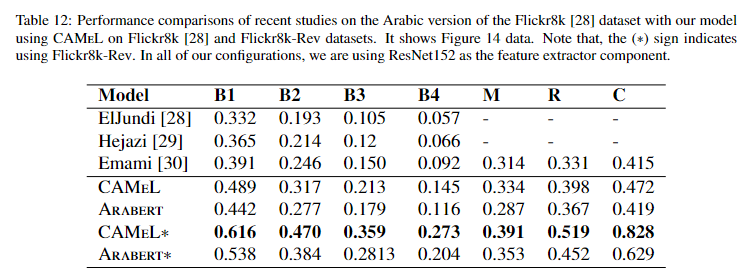 Table 12: Performance comparisons of recent studies on the Arabic version of the Flickr8k [28] dataset with our model
using CAMEL on Flickr8k [28] and Flickr8k-Rev datasets. It shows Figure 14 data. Note that, the (∗) sign indicates
using Flickr8k-Rev. In all of our configurations, we are using ResNet152 as the feature extractor component.
Model B1 B2 B3 B4 M R C
ElJundi [28] 0.332 0.193 0.105 0.057 - - -
Hejazi [29] 0.365 0.214 0.12 0.066 - - -
Emami [30] 0.391 0.246 0.150 0.092 0.314 0.331 0.415
CAMEL 0.489 0.317 0.213 0.145 0.334 0.398 0.472
ARABERT 0.442 0.277 0.179 0.116 0.287 0.367 0.419
CAMEL∗ 0.616 0.470 0.359 0.273 0.391 0.519 0.828
ARABERT∗ 0.538 0.384 0.2813 0.204 0.353 0.452 0.629